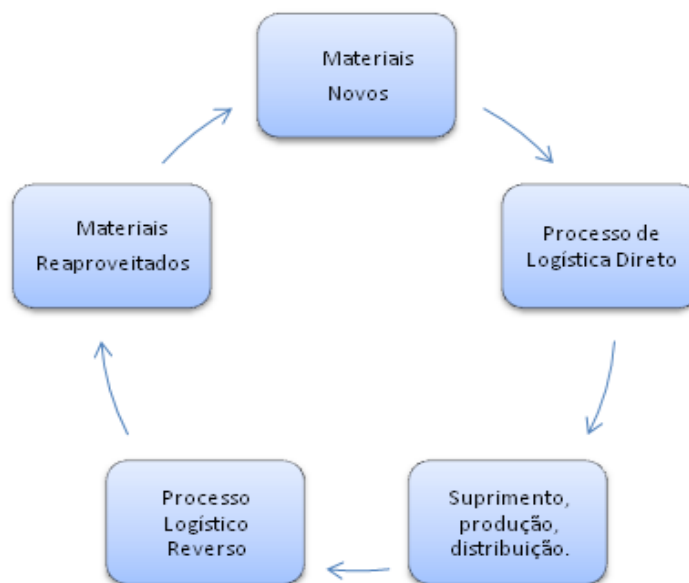 Materiais
Novos
Processo de
Logística Direto
Suprimento,
produção,
distribuição.
Processo
Logístico
Reverso
Materiais
Reaproveitados